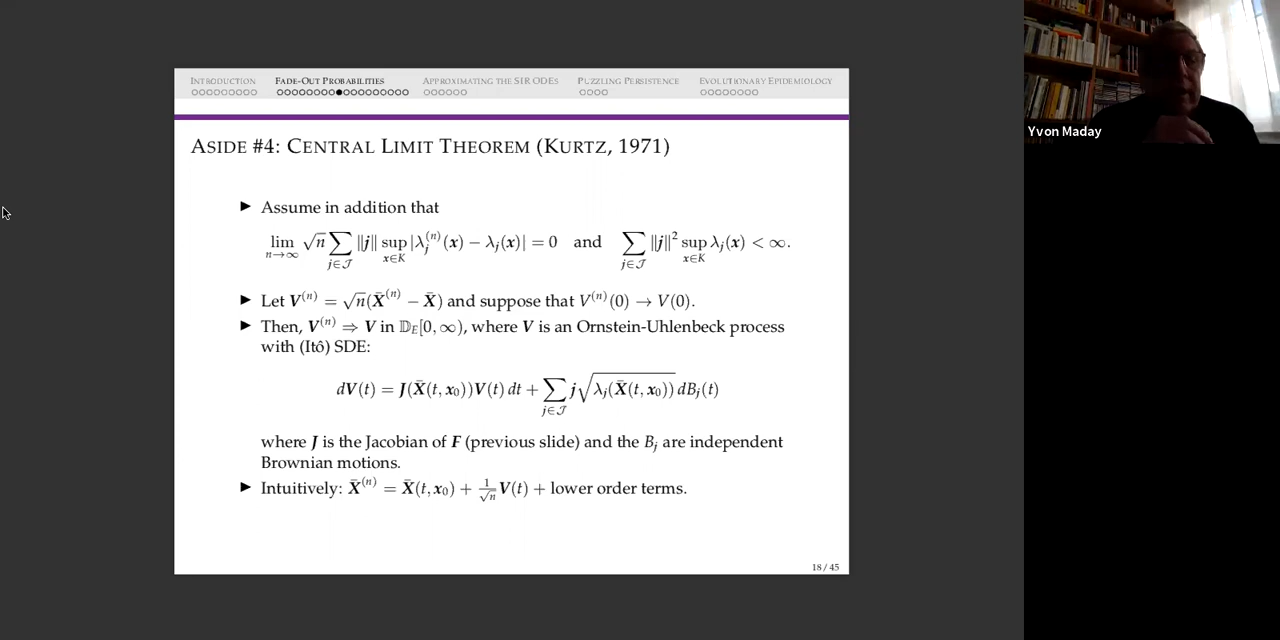 INTRODUCTION FADE-OUT PROBABILITIES APPROXIMATING THE SIR ODES PUZZLING PERSISTENCE EVOLUTIONARY EPIDEMIOLOGY
ASIDE #4: CENTRAL LIMIT THEOREM (KURTZ, 1971)
► Assume in addition that
lim_{n→∞} √n ∑_{j∈𝒥} ‖j‖ sup_{x∈K} |λ_j^{(n)}(x) − λ_j(x)| = 0 and ∑_{j∈𝒥} ‖j‖² sup_{x∈K} λ_j(x) < ∞.
► Let V^{(n)} = √n(X̄^{(n)} − X̄) and suppose that V^{(n)}(0) → V(0).
► Then, V^{(n)} ⇒ V in 𝔻_E[0, ∞), where V is an Ornstein-Uhlenbeck process
with (Itô) SDE:
dV(t) = J(X̄(t, x₀))V(t) dt + ∑_{j∈𝒥} j√(λ_j(X̄(t, x₀))) dB_j(t)
where J is the Jacobian of F (previous slide) and the B_j are independent
Brownian motions.
► Intuitively: X̄^{(n)} = X̄(t, x₀) + 1/√n V(t) + lower order terms.
18 / 45
Yvon Maday